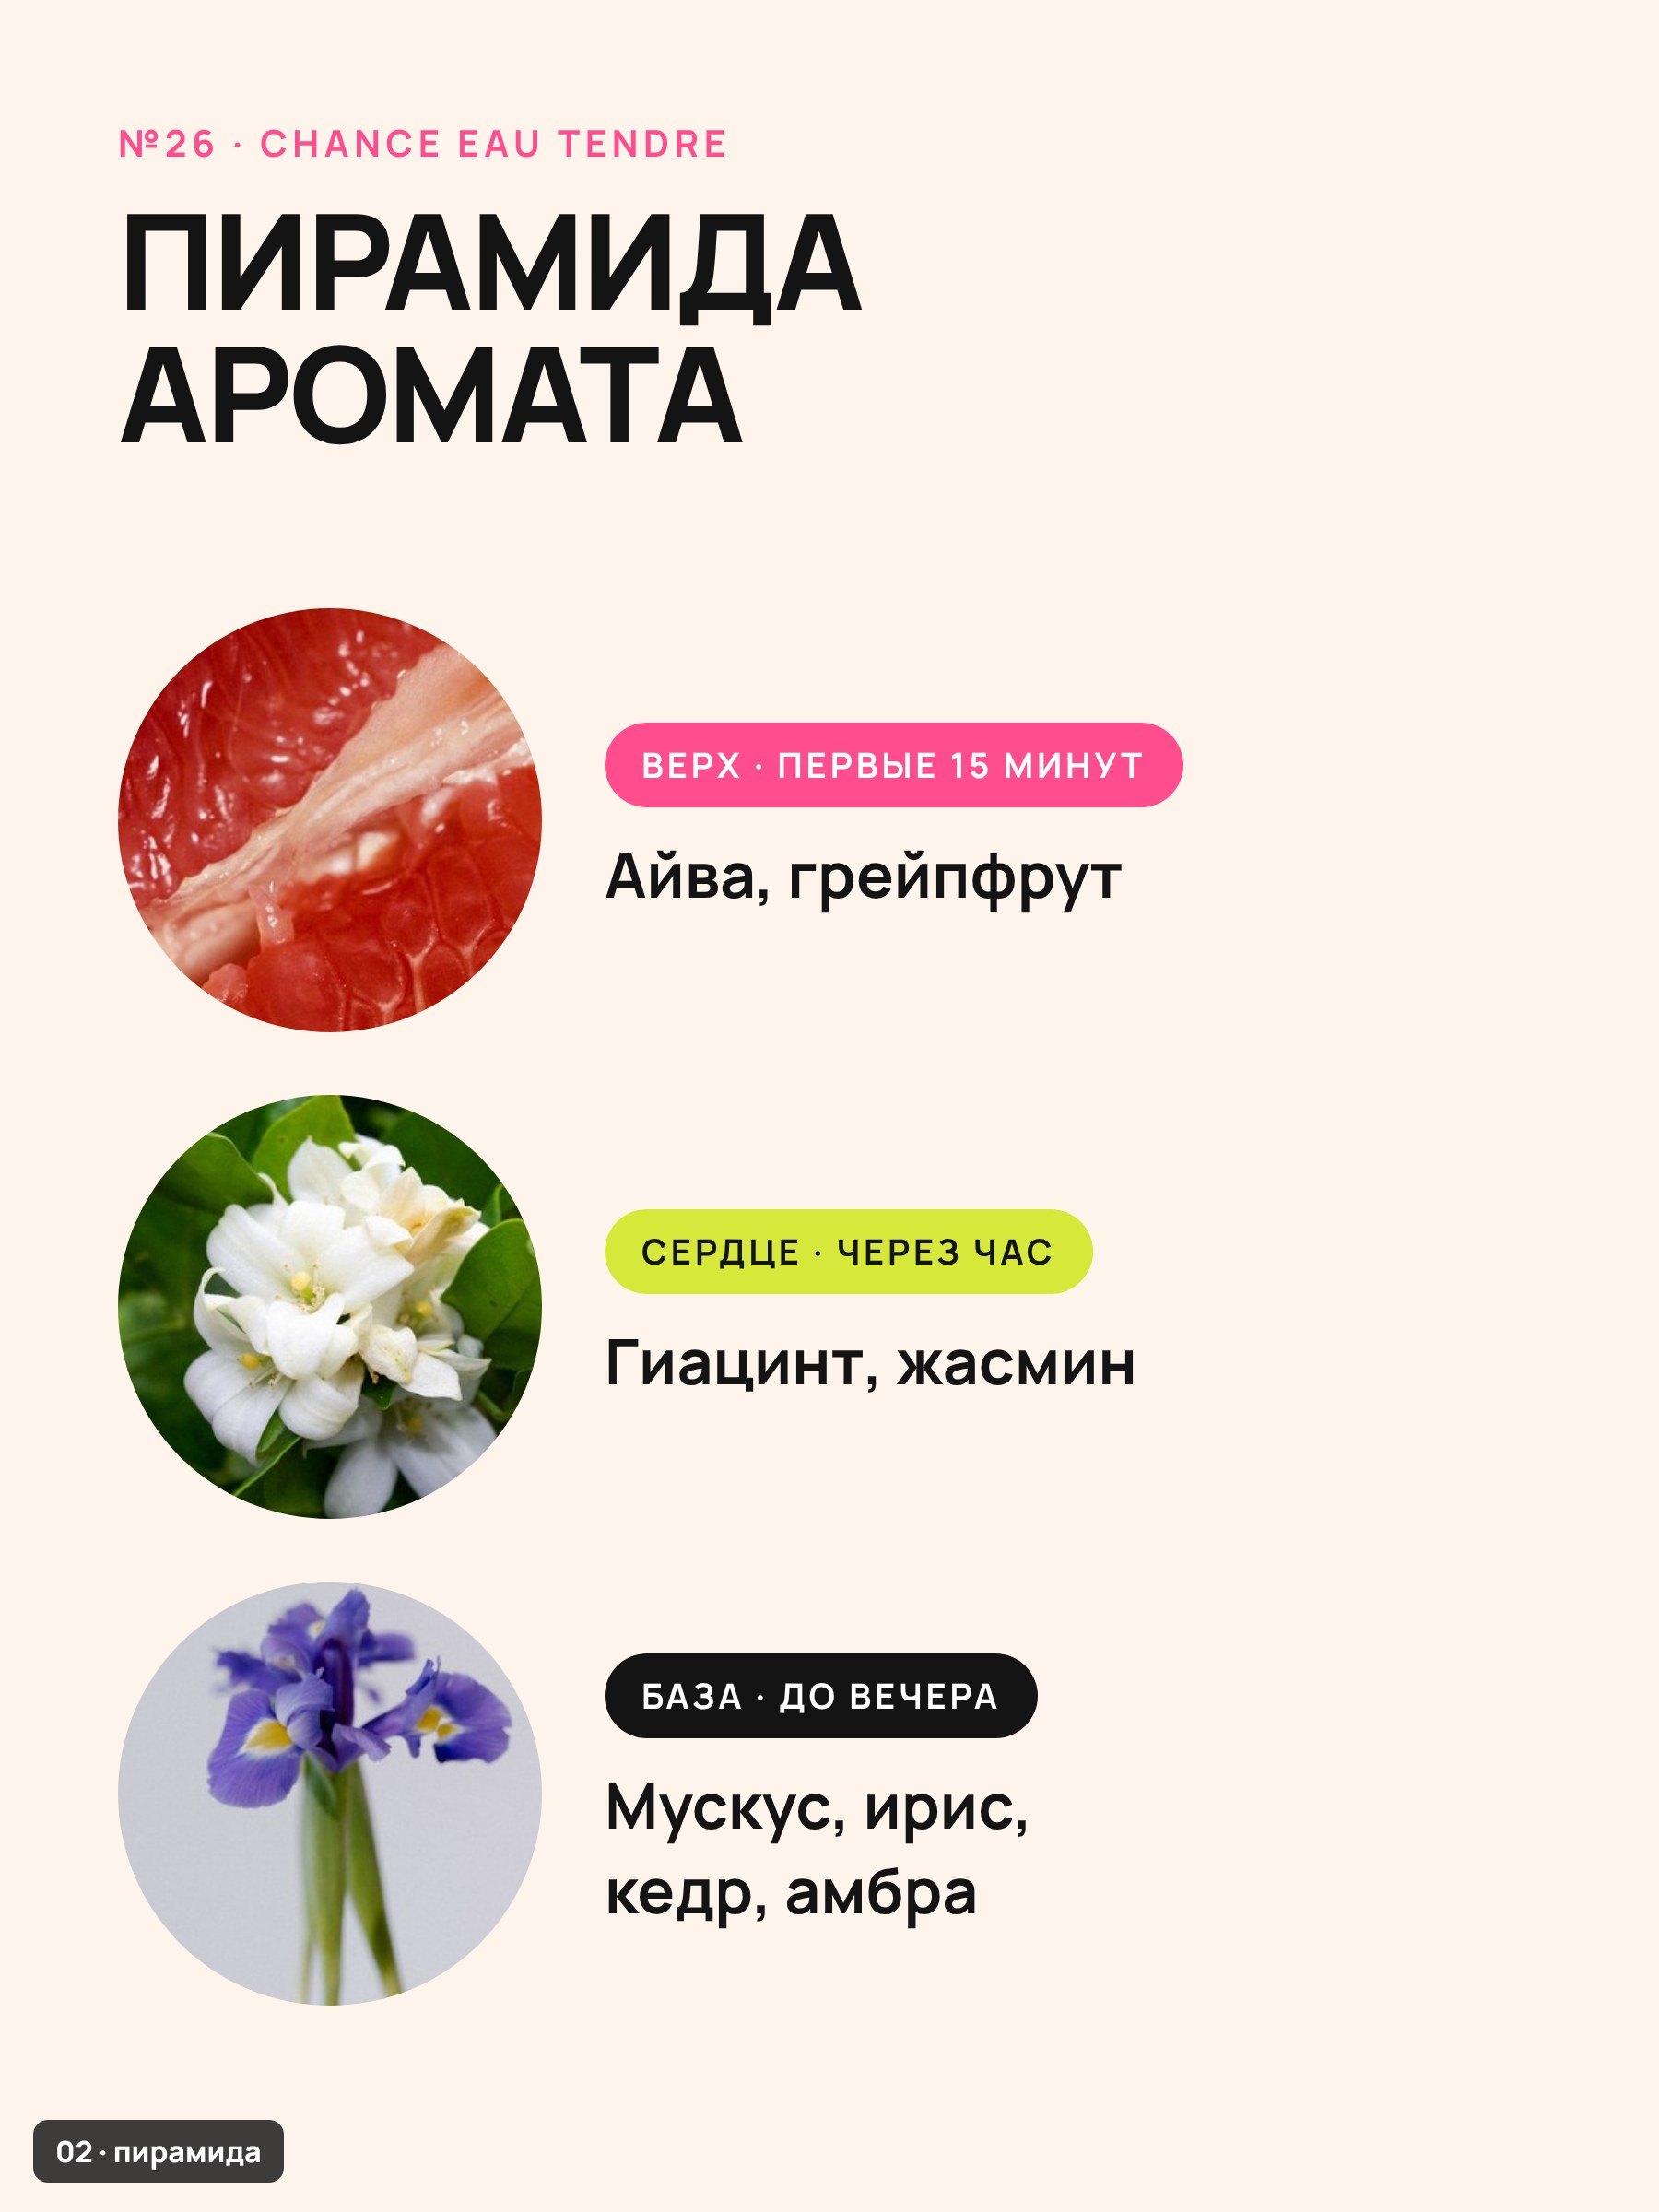 №26 · CHANCE EAU TENDRE
ПИРАМИДА
АРОМАТА
ВЕРХ · ПЕРВЫЕ 15 МИНУТ
Айва, грейпфрут
СЕРДЦЕ · ЧЕРЕЗ ЧАС
Гиацинт, жасмин
БАЗА · ДО ВЕЧЕРА
Мускус, ирис,
кедр, амбра
02 · пирамида